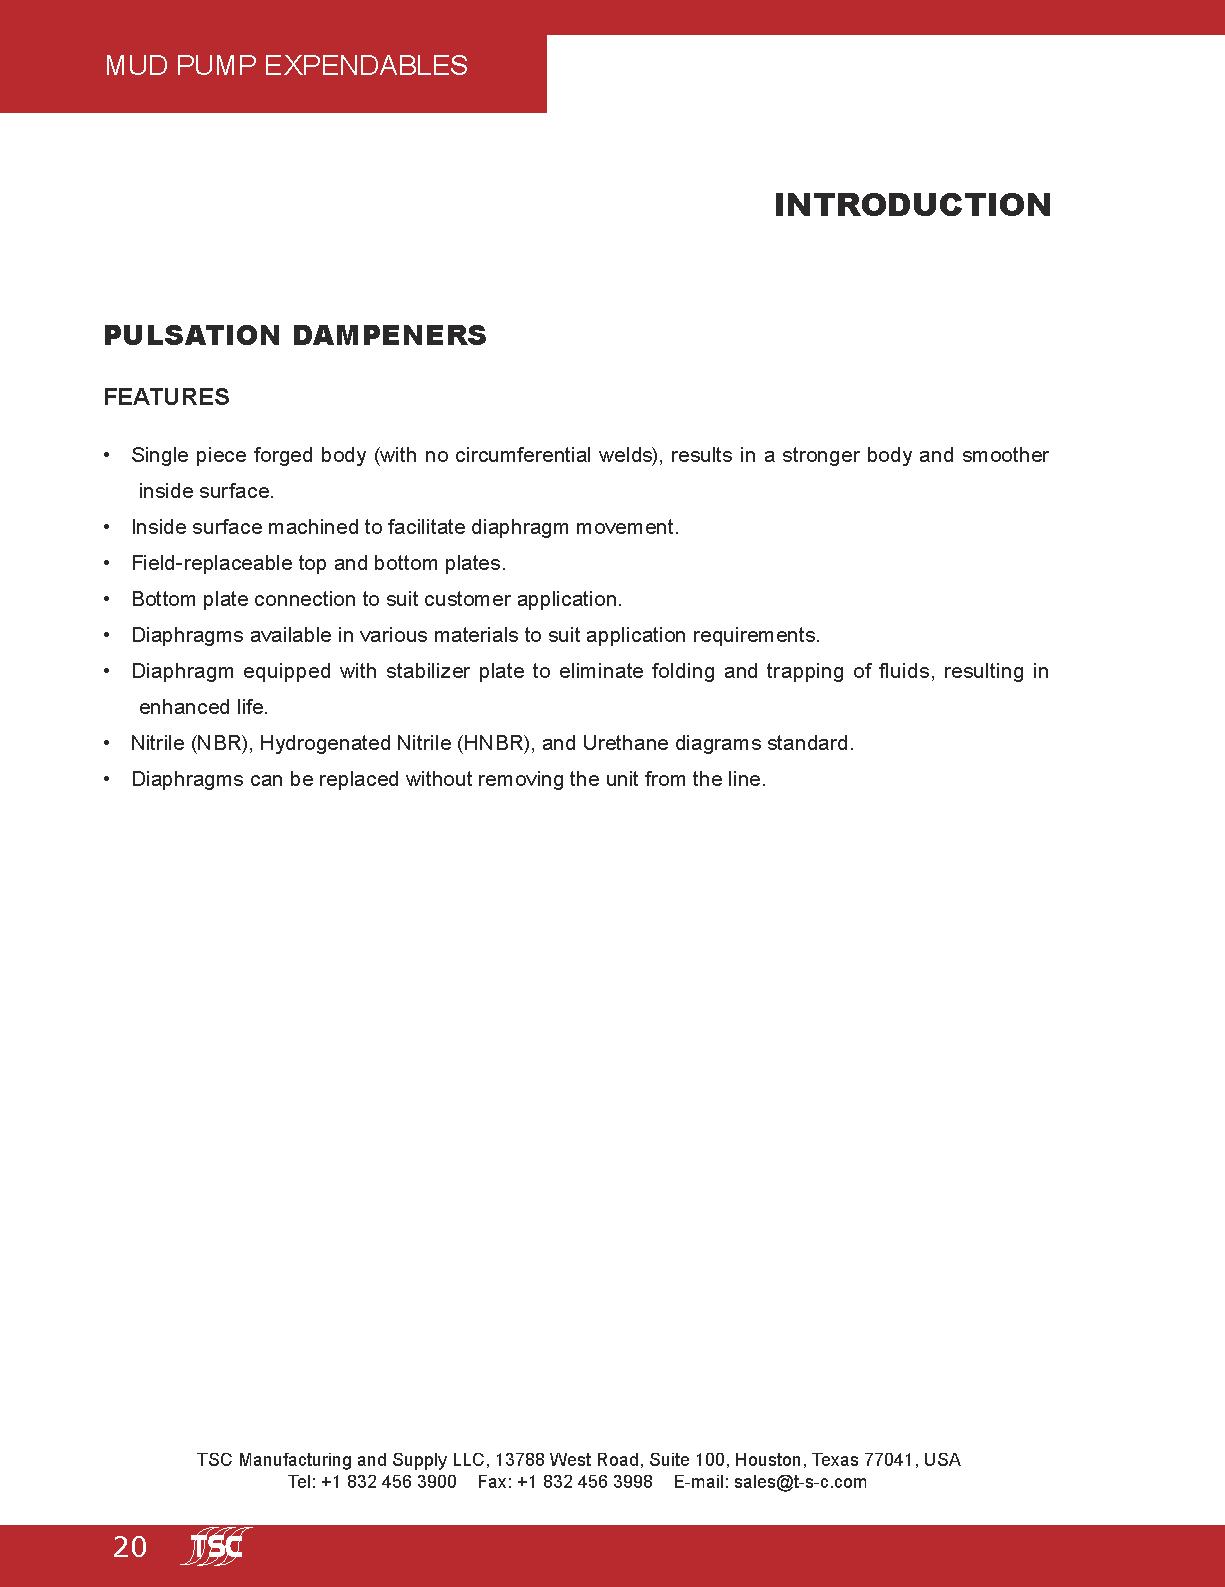 MUD PUMP EXPENDABLES
INTRODUCTION
PULSATION DAMPENERS
FEATURES
• Single piece forged body (with no circumferential welds), results in a stronger body and smoother
inside surface.
• Inside surface machined to facilitate diaphragm movement.
• Field-replaceable top and bottom plates.
• Bottom plate connection to suit customer application.
• Diaphragms available in various materials to suit application requirements.
• Diaphragm equipped with stabilizer plate to eliminate folding and trapping of fluids, resulting in
enhanced life.
• Nitrile (NBR), Hydrogenated Nitrile (HNBR), and Urethane diagrams standard.
• Diaphragms can be replaced without removing the unit from the line.
TSC Manufacturing and Supply LLC, 13788 West Road, Suite 100, Houston, Texas 77041, USA
Tel: +1 832 456 3900 Fax: +1 832 456 3998 E-mail: sales@t-s-c.com
20 TSC